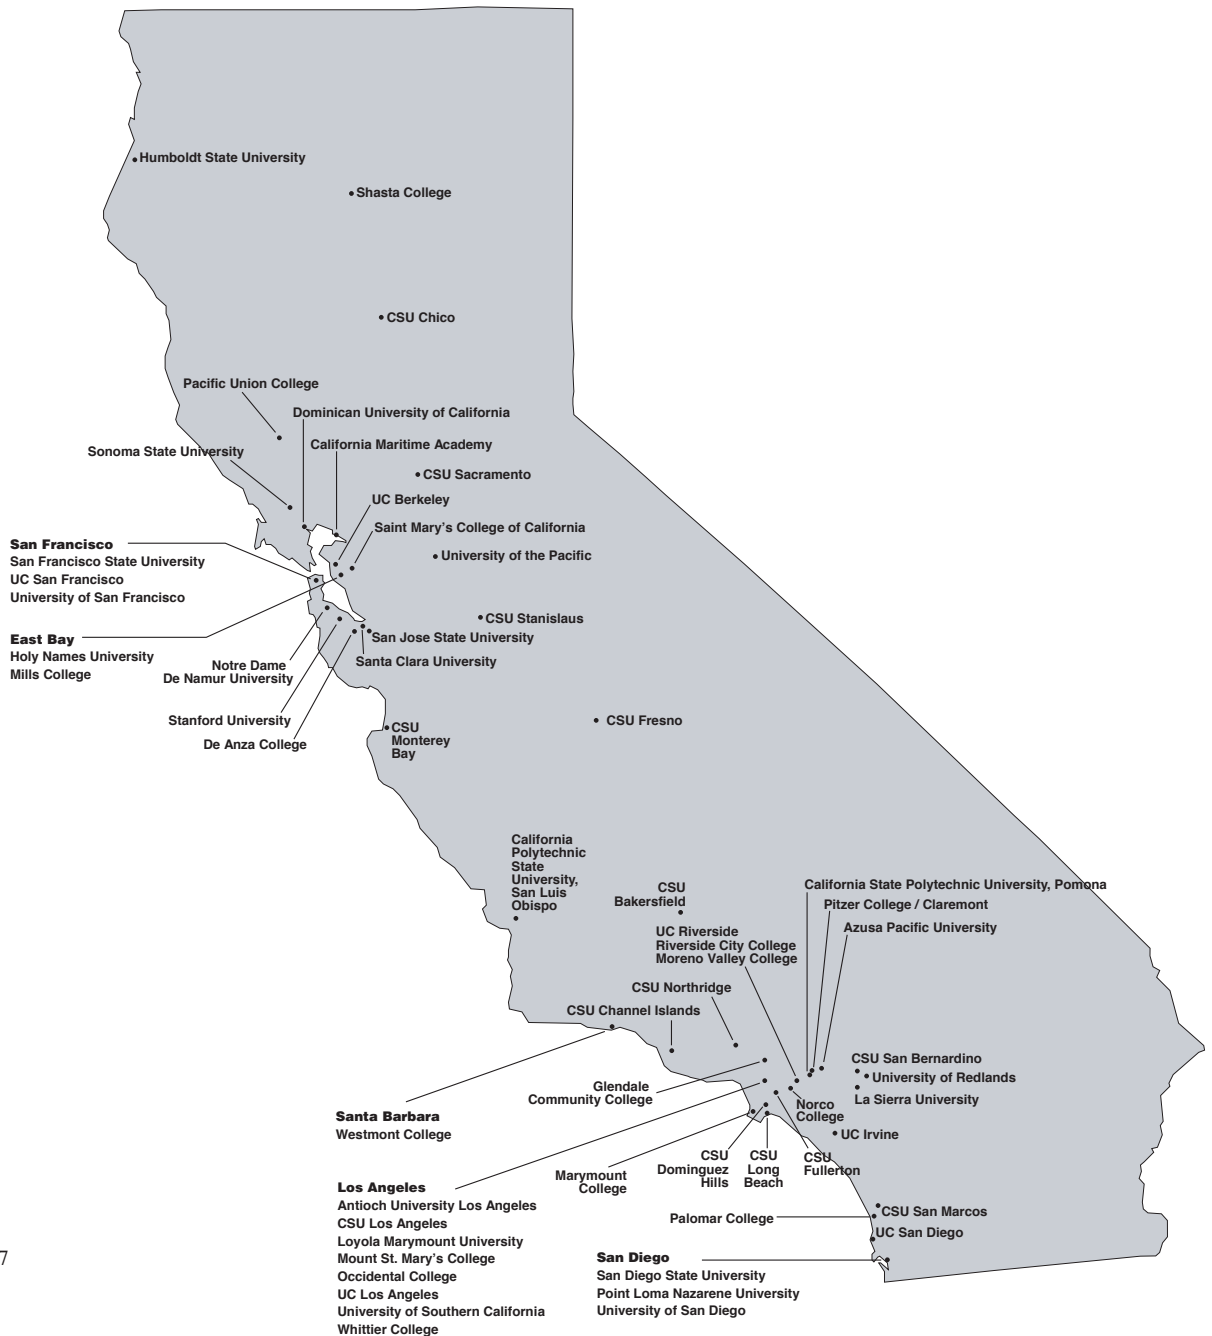 Humboldt State University
Shasta College
CSU Chico
Pacific Union College
Dominican University of California
California Maritime Academy
Sonoma State University
CSU Sacramento
UC Berkeley
Saint Mary's College of California
San Francisco
San Francisco State University
UC San Francisco
University of San Francisco
University of the Pacific
CSU Stanislaus
East Bay
Holy Names University
Mills College
San Jose State University
Santa Clara University
Notre Dame
De Namur University
Stanford University
De Anza College
CSU
Monterey
Bay
CSU Fresno
California
Polytechnic
State
University,
San Luis
Obispo
CSU
Bakersfield
California State Polytechnic University, Pomona
Pitzer College / Claremont
Azusa Pacific University
UC Riverside
Riverside City College
Moreno Valley College
CSU Northridge
CSU Channel Islands
CSU San Bernardino
University of Redlands
La Sierra University
Glendale
Community College
Norco
College
Santa Barbara
Westmont College
UC Irvine
CSU
Dominguez
Hills
CSU
Long
Beach
CSU
Fullerton
Marymount
College
Los Angeles
Antioch University Los Angeles
CSU Los Angeles
Loyola Marymount University
Mount St. Mary's College
Occidental College
UC Los Angeles
University of Southern California
Whittier College
Palomar College
CSU San Marcos
UC San Diego
San Diego
San Diego State University
Point Loma Nazarene University
University of San Diego
7